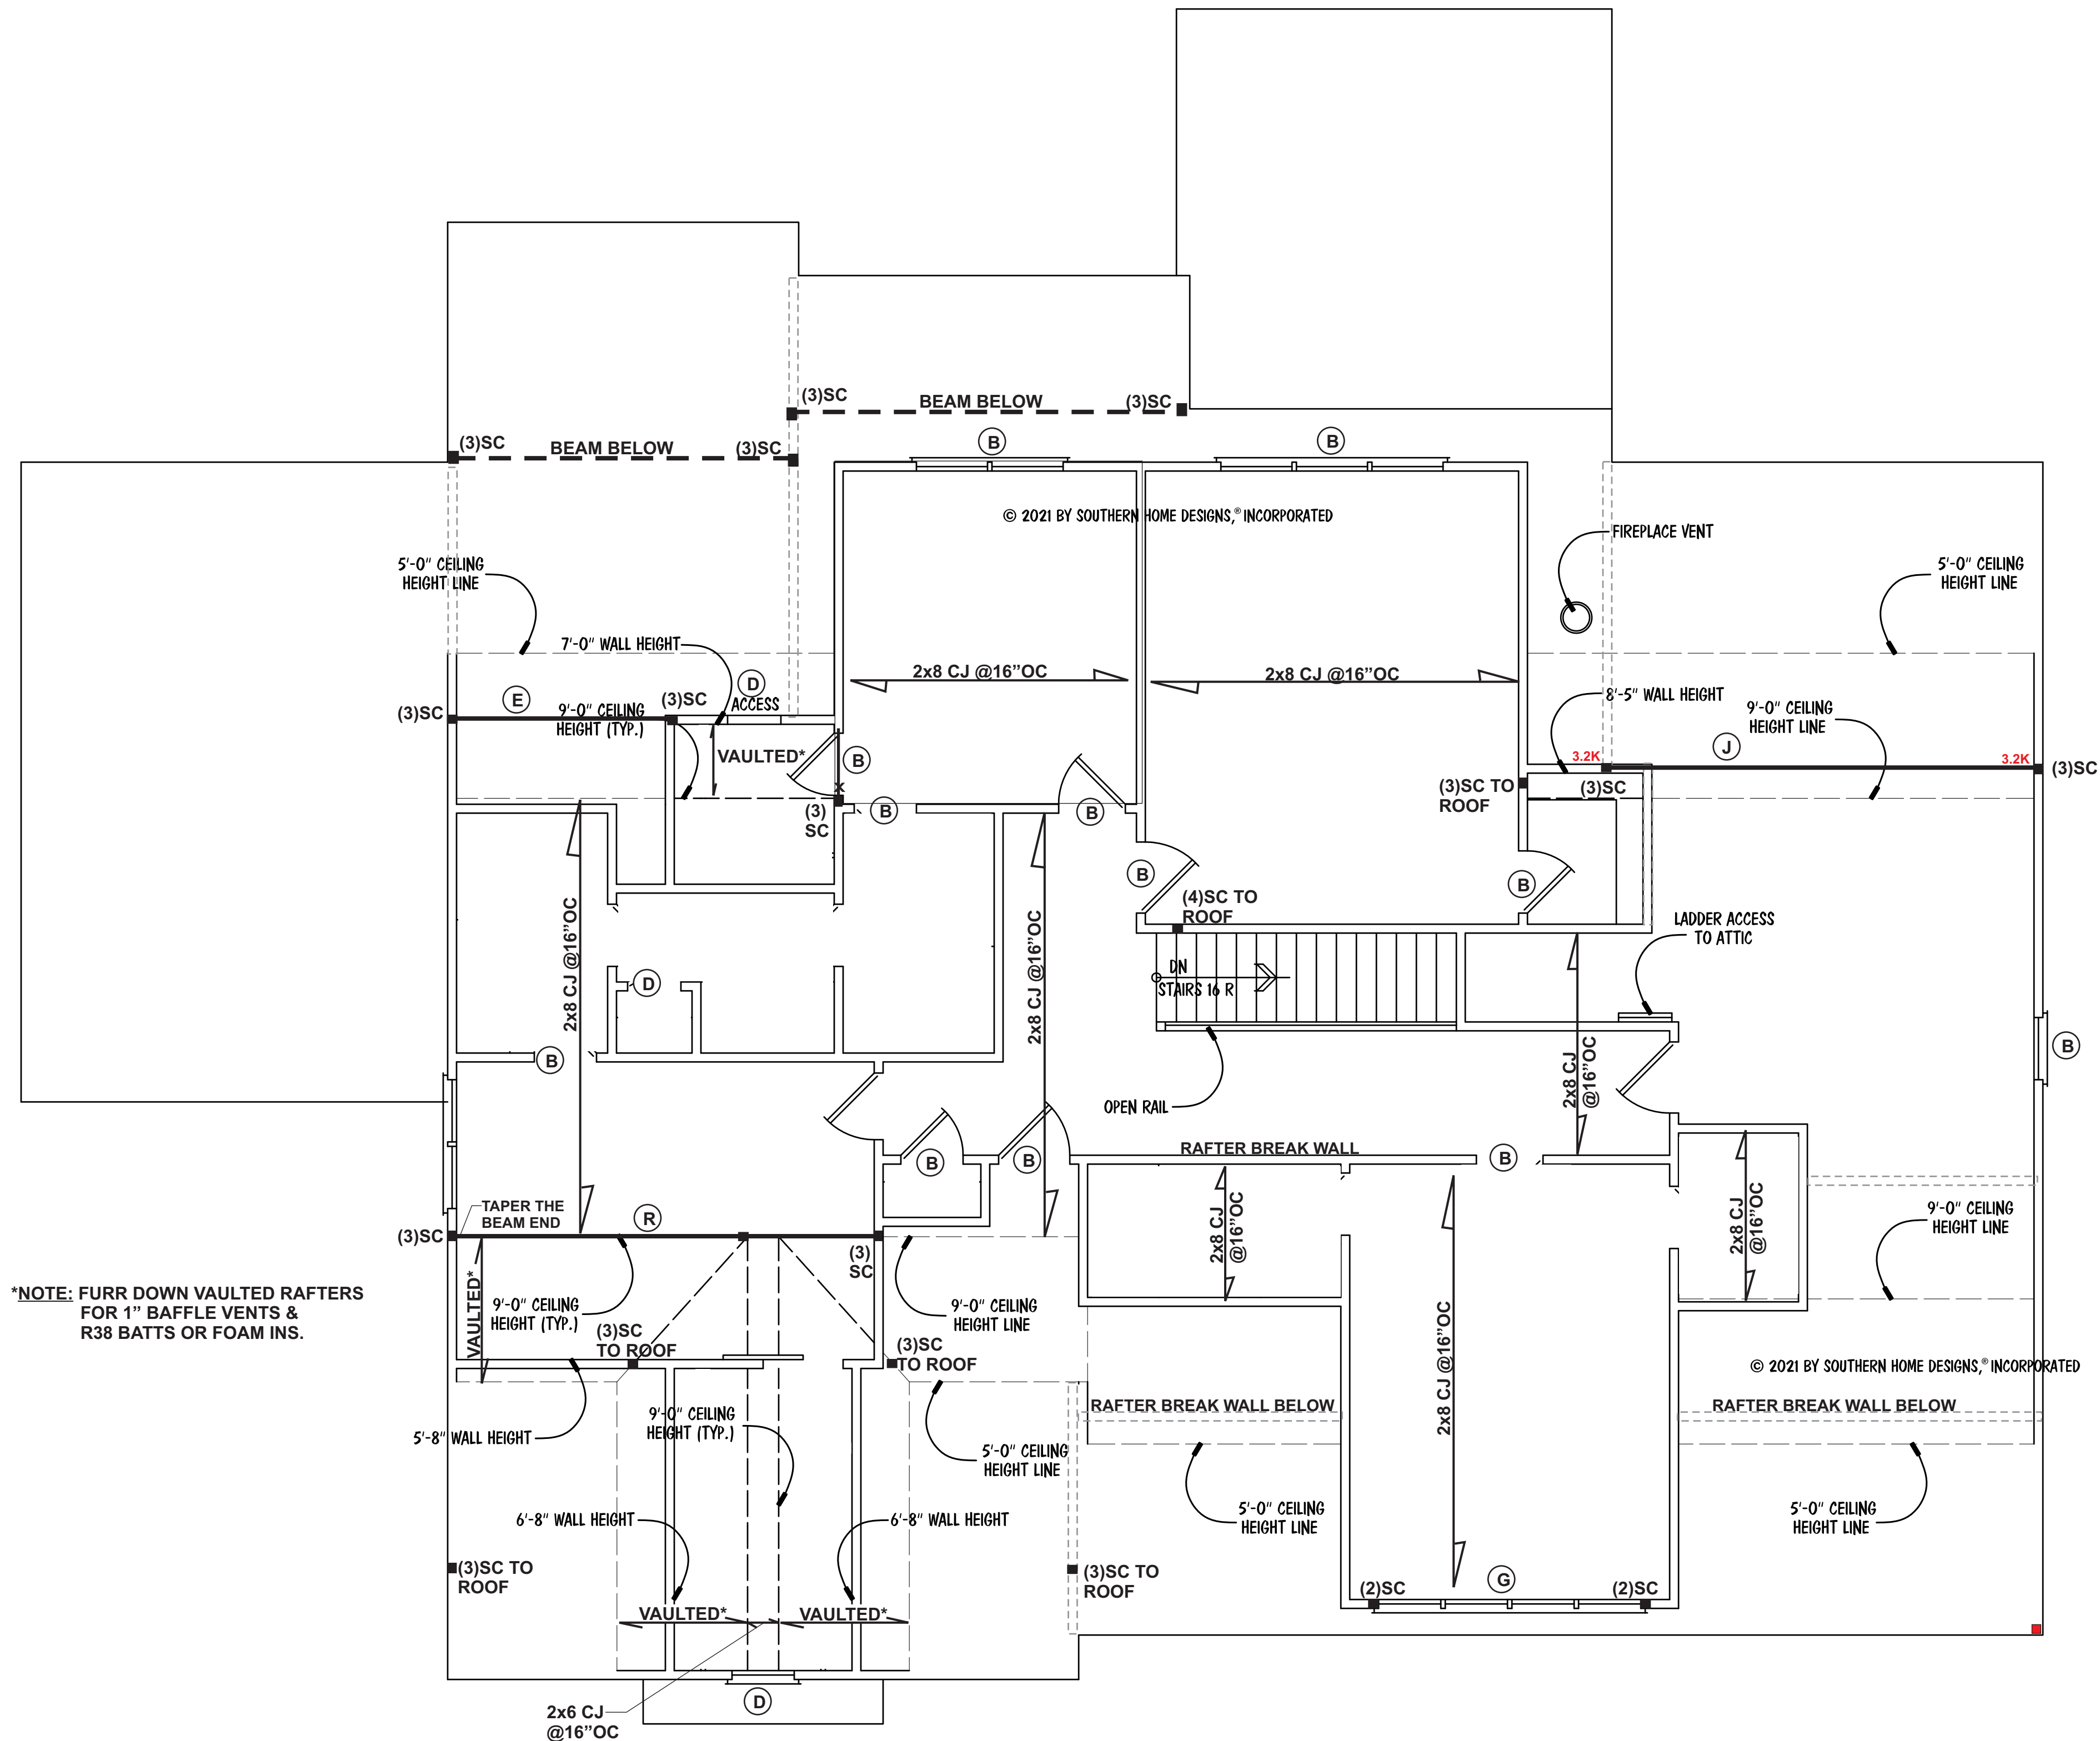 (3)SC
BEAM BELOW
(3)SC
(3)SC
BEAM BELOW
(3)SC
B
B
© 2021 BY SOUTHERN HOME DESIGNS,® INCORPORATED
FIREPLACE VENT
5'-0" CEILING
HEIGHT LINE
5'-0" CEILING
HEIGHT LINE
7'-0" WALL HEIGHT
D
ACCESS
2x8 CJ @16”OC
2x8 CJ @16”OC
8'-5" WALL HEIGHT
(3)SC
E
9'-0" CEILING
HEIGHT (TYP.)
(3)SC
9'-0" CEILING
HEIGHT LINE
VAULTED*
B
X
3.2K
J
3.2K
(3)SC
(3)SC TO
ROOF
(3)SC
(3)
SC
B
B
B
B
(4)SC TO
ROOF
2x8 CJ @16”OC
2x8 CJ @16”OC
LADDER ACCESS
TO ATTIC
DN
STAIRS 16 R
D
B
B
2x8 CJ
@16”OC
OPEN RAIL
RAFTER BREAK WALL
B
B
B
TAPER THE
BEAM END
(3)SC
R
(3)
SC
2x8 CJ
@16”OC
2x8 CJ
@16”OC
9'-0" CEILING
HEIGHT LINE
*NOTE: FURR DOWN VAULTED RAFTERS
FOR 1” BAFFLE VENTS &
R38 BATTS OR FOAM INS.
VAULTED*
9'-0" CEILING
HEIGHT (TYP.)
9'-0" CEILING
HEIGHT LINE
(3)SC
TO ROOF
(3)SC
TO ROOF
2x8 CJ @16”OC
© 2021 BY SOUTHERN HOME DESIGNS,® INCORPORATED
RAFTER BREAK WALL BELOW
RAFTER BREAK WALL BELOW
5'-8" WALL HEIGHT
9'-0" CEILING
HEIGHT (TYP.)
5'-0" CEILING
HEIGHT LINE
6'-8" WALL HEIGHT
6'-8" WALL HEIGHT
5'-0" CEILING
HEIGHT LINE
5'-0" CEILING
HEIGHT LINE
(3)SC TO
ROOF
(3)SC TO
ROOF
(2)SC
G
(2)SC
VAULTED*
VAULTED*
D
2x6 CJ
@16”OC